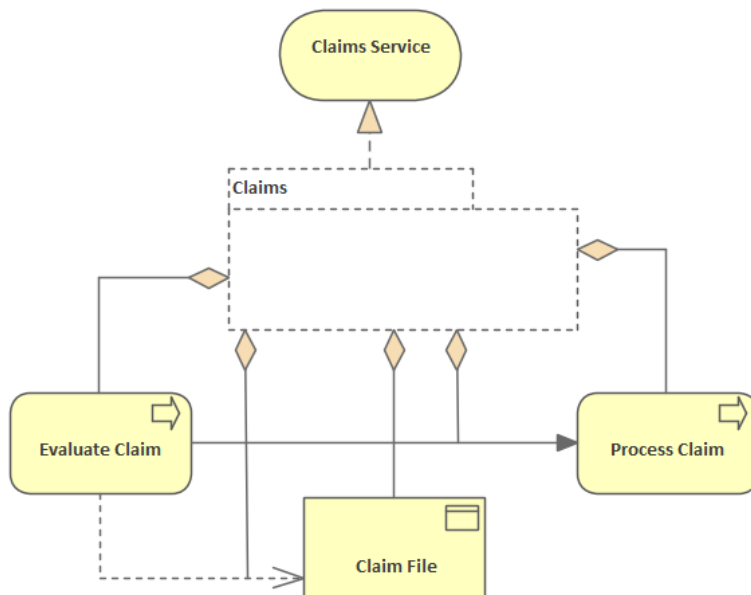 Claims Service
Claims
Evaluate Claim
Process Claim
Claim File